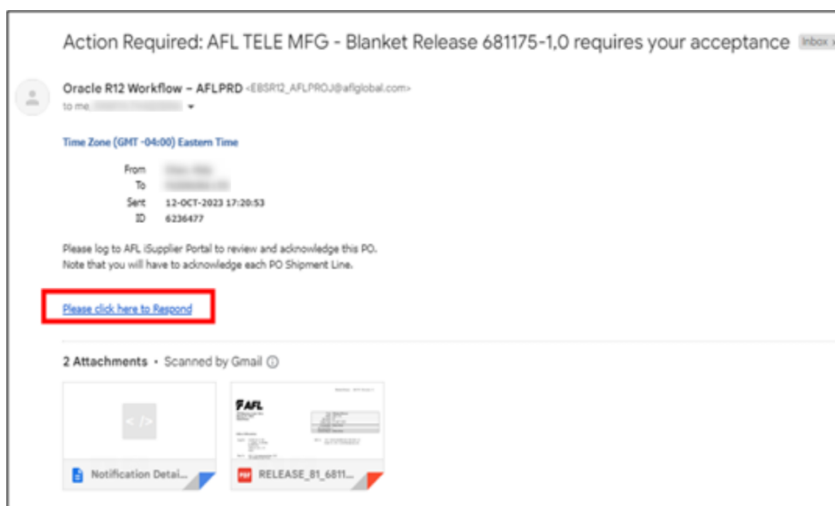 Action Required: AFL TELE MFG - Blanket Release 681175-1,0 requires your acceptance Inbox x
Oracle R12 Workflow – AFLPRD <EBSR12_AFLPROJ@aflglobal.com>
to me
Time Zone (GMT -04:00) Eastern Time
From
To
Sent 12-OCT-2023 17:20:53
ID 6236477
Please log to AFL iSupplier Portal to review and acknowledge this PO.
Note that you will have to acknowledge each PO Shipment Line.
Please click here to Respond
2 Attachments • Scanned by Gmail
</>
AFL
Notification Detai...
PDF RELEASE_81_6811...